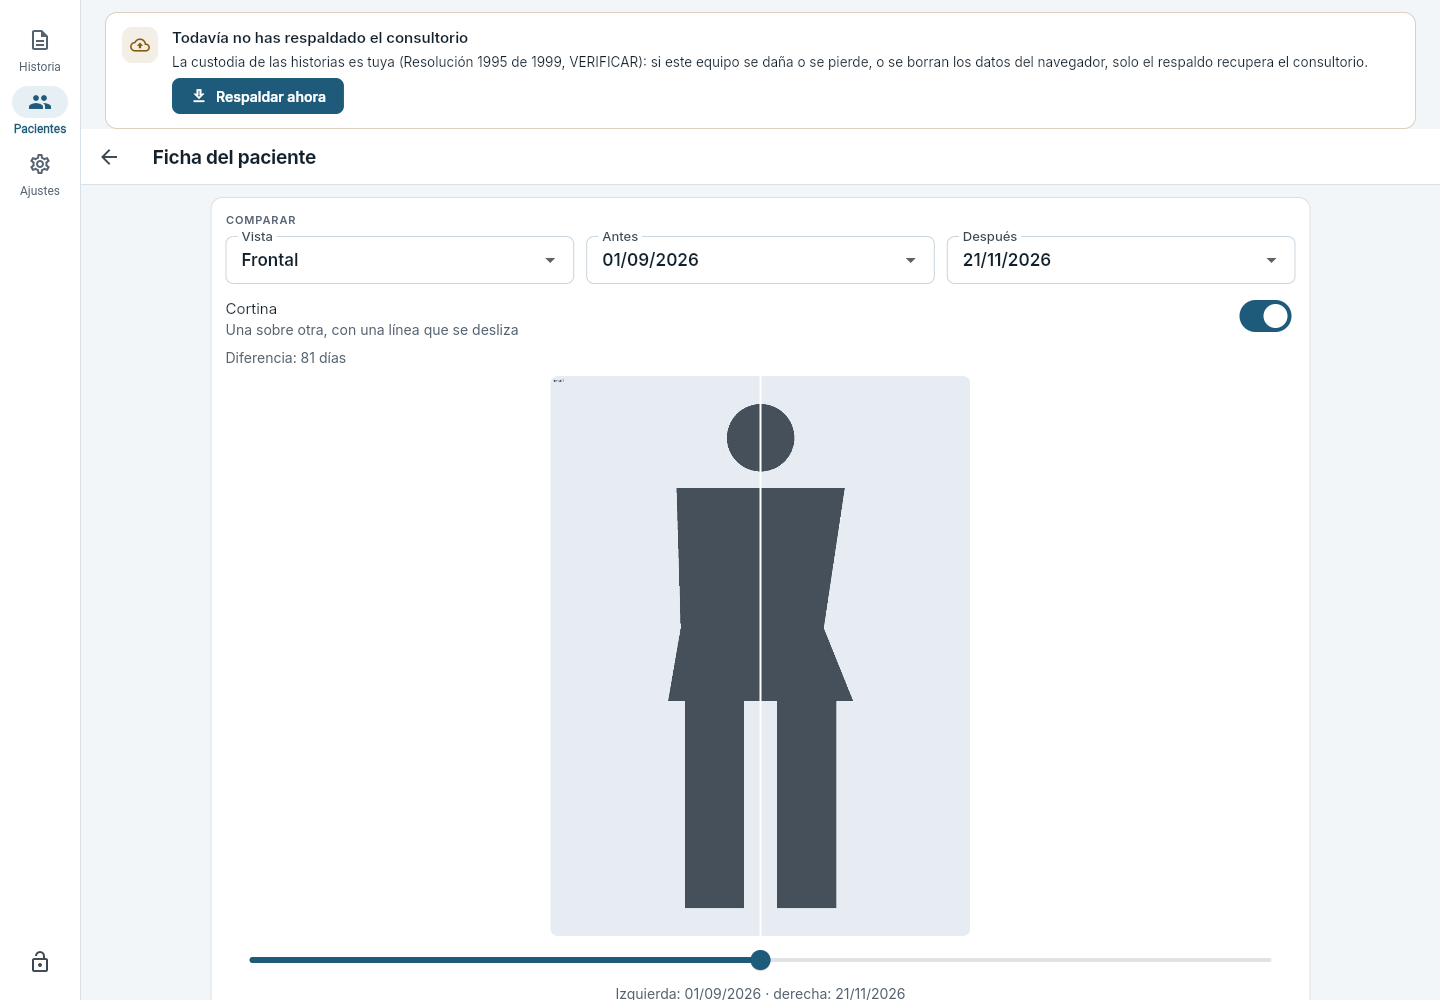 Historia
Pacientes
Ajustes
Todavía no has respaldado el consultorio
La custodia de las historias es tuya (Resolución 1995 de 1999, VERIFICAR): si este equipo se daña o se pierde, o se borran los datos del navegador, solo el respaldo recupera el consultorio.
Respaldar ahora
Ficha del paciente
COMPARAR
Vista
Frontal
Antes
01/09/2026
Después
21/11/2026
Cortina
Una sobre otra, con una línea que se desliza
Diferencia: 81 días
Izquierda: 01/09/2026 · derecha: 21/11/2026